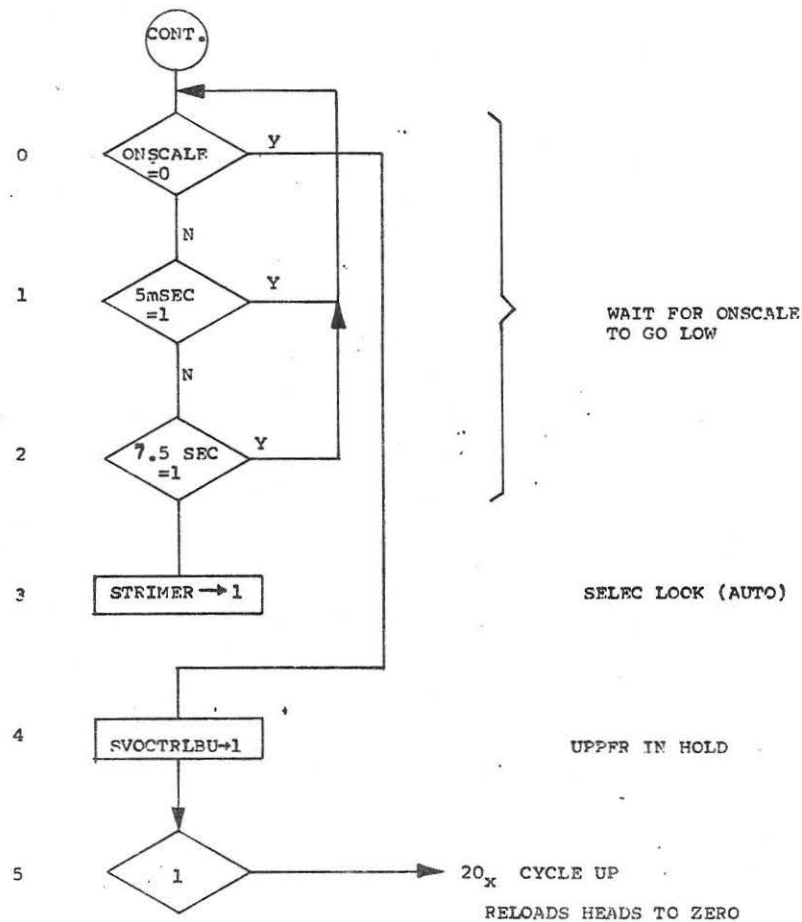 CONT.
0
ONSCALE
=0
Y
N
1
5mSEC
=1
Y
WAIT FOR ONSCALE
TO GO LOW
N
2
7.5 SEC
=1
Y
3
STRIMER → 1
SELEC LOOK (AUTO)
4
SVOCTRLBU→1
UPPER IN HOLD
5
1
20x CYCLE UP
RELOADS HEADS TO ZERO